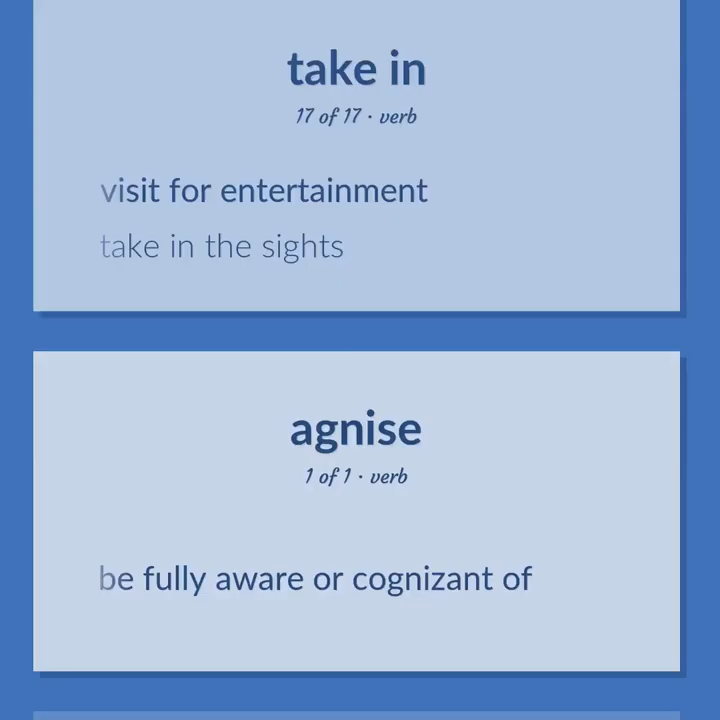 take in
17 of 17 · verb
visit for entertainment
take in the sights
agnise
1 of 1 · verb
be fully aware or cognizant of